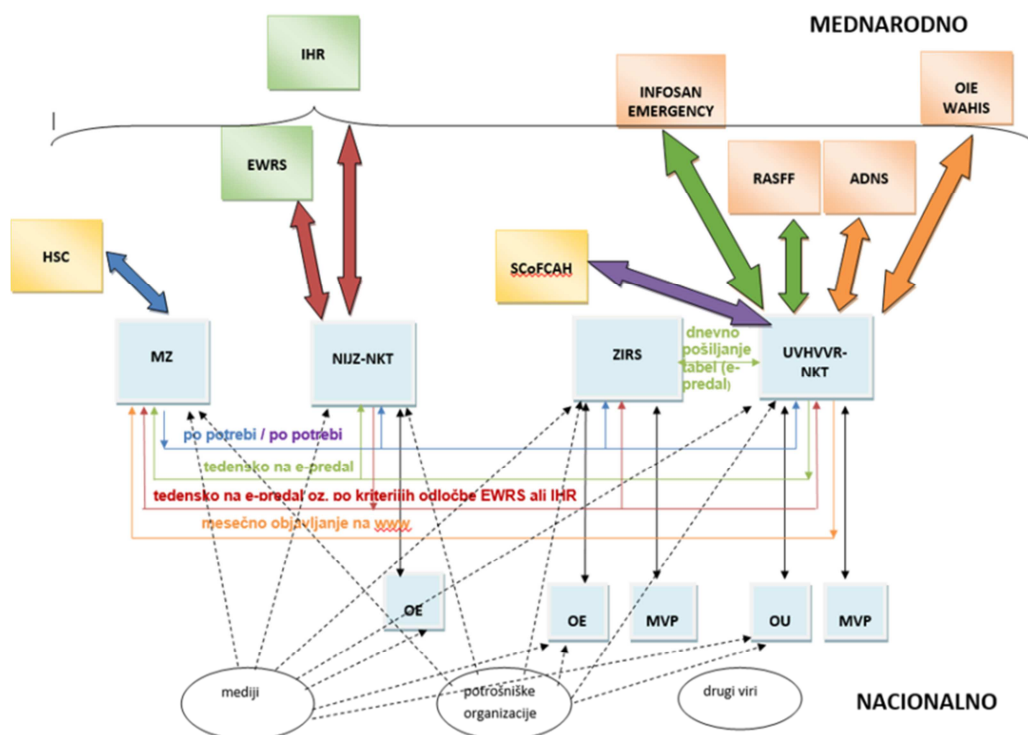 MEDNARODNO
IHR
INFOSAN
EMERGENCY
OIE
WAHIS
EWRS
RASFF
ADNS
HSC
SCoFCAH
MZ
NIJZ-NKT
ZIRS
dnevno
pošiljanje
tabel (e-
predal)
UVHVVR-
NKT
po potrebi / po potrebi
tedensko na e-predal
tedensko na e-predal oz. po kriterijih odločbe EWRS ali IHR
mesečno objavljanje na www
OE
OE
MVP
OU
MVP
mediji
potrošniške
organizacije
drugi viri
NACIONALNO